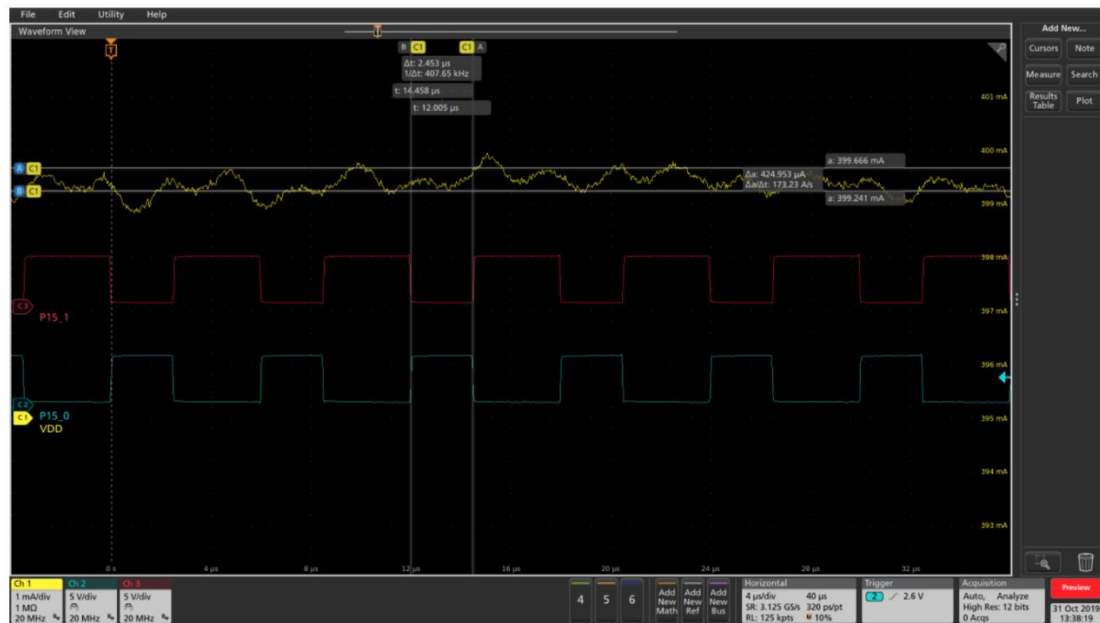 File Edit Utility Help
Waveform View
Add New...
Cursors Note
Measure Search
Results Table Plot
T
T
B C1 C1 A
Δt: 2.453 µs
1/Δt: 407.65 kHz
t: 14.458 µs
t: 12.005 µs
401 mA
400 mA
A C1
a: 399.666 mA
Δa: 424.953 µA
Δa/Δt: 173.23 A/s
B C1
a: 399.241 mA
399 mA
398 mA
C3
397 mA
P15_1
396 mA
C2
P15_0
C1
395 mA
VDD
394 mA
393 mA
0 s 4 µs 8 µs 12 µs 16 µs 20 µs 24 µs 28 µs 32 µs
Ch 1 Ch 2 Ch 3
1 mA/div 5 V/div 5 V/div
1 MΩ
20 MHz 20 MHz 20 MHz
4 5 6
Add New Math
Add New Ref
Add New Bus
Horizontal
4 µs/div 40 µs
SR: 3.125 GS/s 320 ps/pt
RL: 125 kpts 10%
Trigger
2 2.6 V
Acquisition
Auto, Analyze
High Res: 12 bits
0 Acqs
Preview
31 Oct 2019
13:38:19